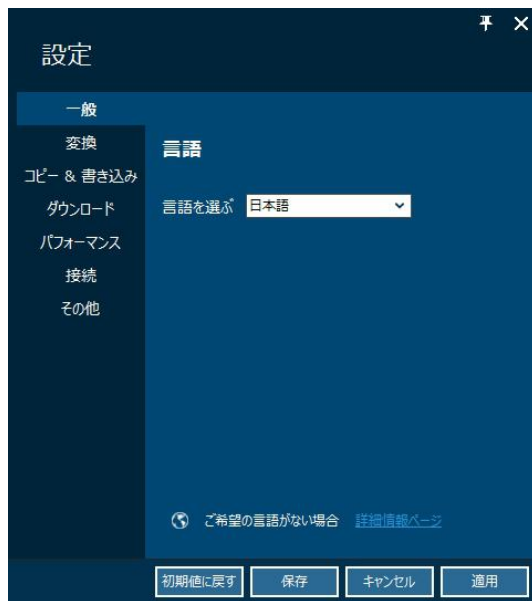 設定
一般
変換
コピー & 書き込み
ダウンロード
パフォーマンス
接続
その他
言語
言語を選ぶ 日本語
ご希望の言語がない場合 詳細情報ページ
初期値に戻す 保存 キャンセル 適用